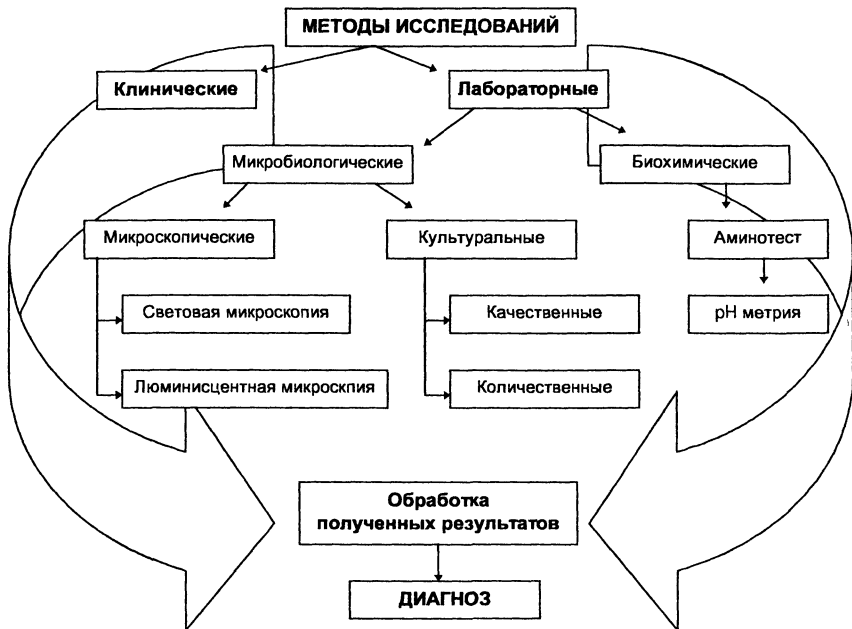 МЕТОДЫ ИССЛЕДОВАНИЙ
Клинические
Лабораторные
Микробиологические
Биохимические
Микроскопические
Культуральные
Аминотест
Световая микроскопия
Качественные
pH метрия
Люминисцентная микроскпия
Количественные
Обработка
полученных результатов
ДИАГНОЗ